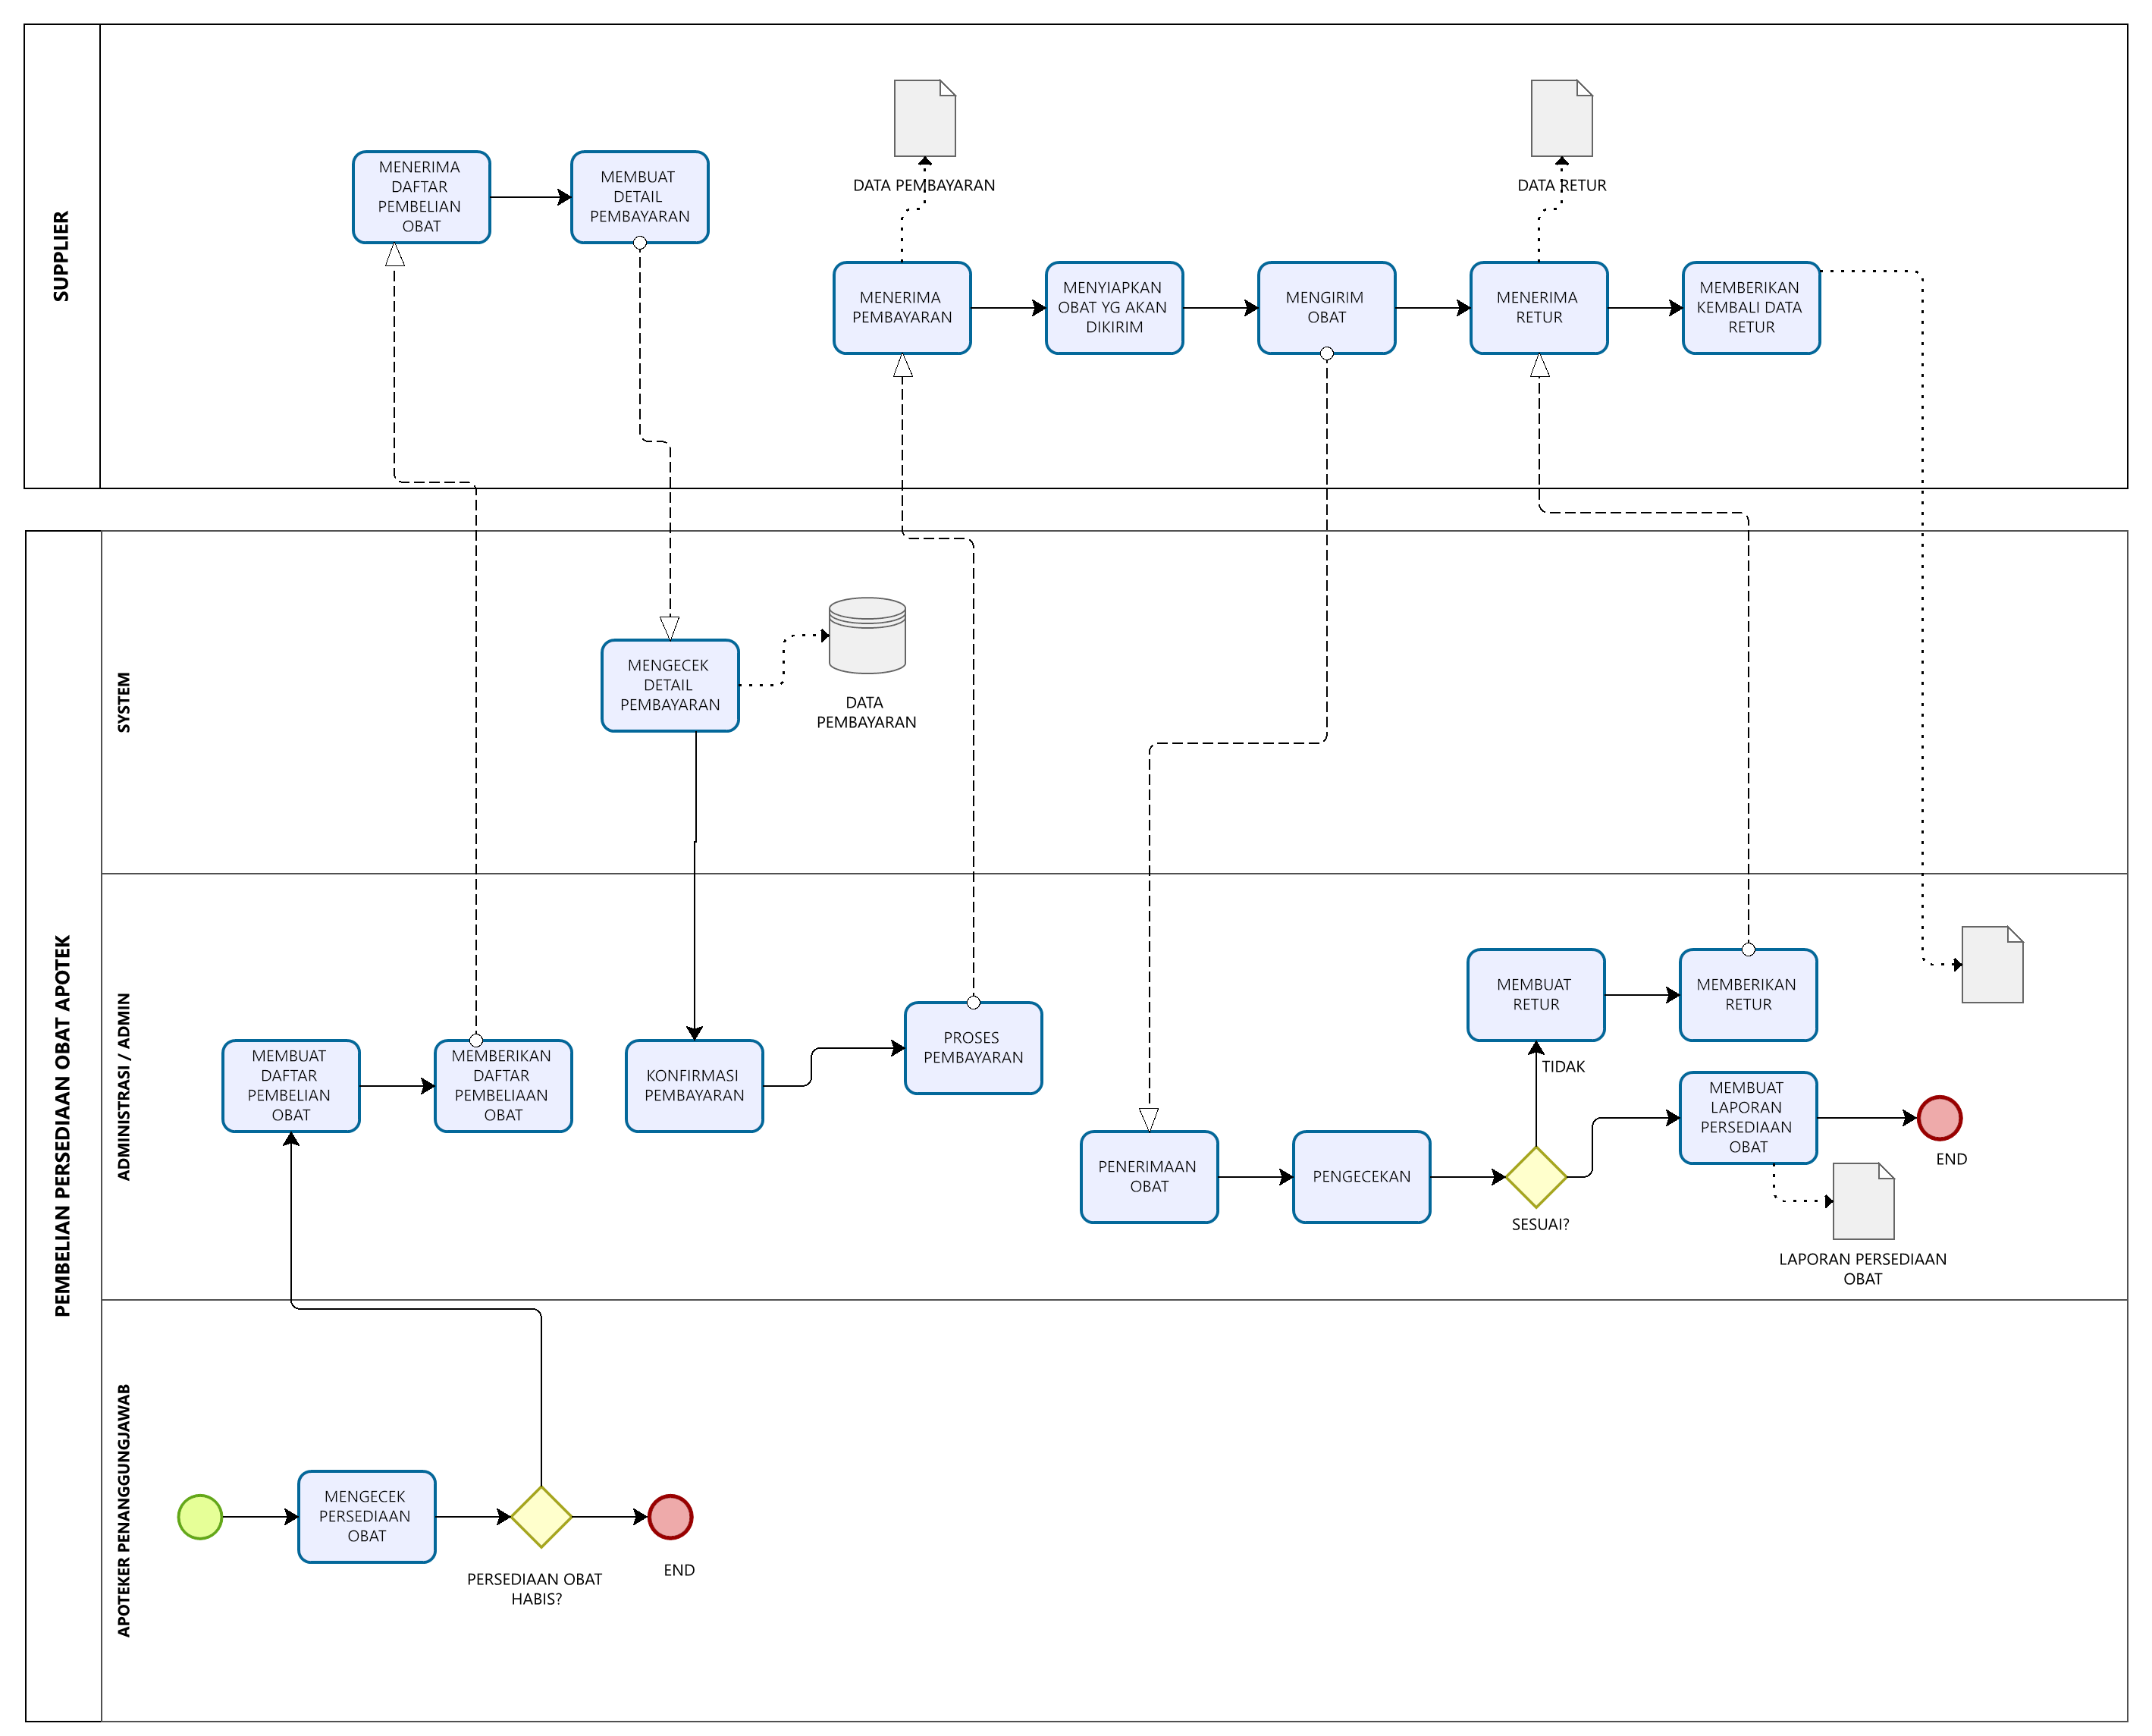 SUPPLIER
MENERIMA
DAFTAR
PEMBELIAN
OBAT
MEMBUAT
DETAIL
PEMBAYARAN
DATA PEMBAYARAN
DATA RETUR
MENERIMA
PEMBAYARAN
MENYIAPKAN
OBAT YG AKAN
DIKIRIM
MENGIRIM
OBAT
MENERIMA
RETUR
MEMBERIKAN
KEMBALI DATA
RETUR
PEMBELIAN PERSEDIAAN OBAT APOTEK
SYSTEM
MENGECEK
DETAIL
PEMBAYARAN
DATA
PEMBAYARAN
ADMINISTRASI / ADMIN
MEMBUAT
DAFTAR
PEMBELIAN
OBAT
MEMBERIKAN
DAFTAR
PEMBELIAAN
OBAT
KONFIRMASI
PEMBAYARAN
PROSES
PEMBAYARAN
PENERIMAAN
OBAT
PENGECEKAN
SESUAI?
TIDAK
MEMBUAT
RETUR
MEMBERIKAN
RETUR
MEMBUAT
LAPORAN
PERSEDIAAN
OBAT
END
LAPORAN PERSEDIAAN
OBAT
APOTEKER PENANGGUNGJAWAB
MENGECEK
PERSEDIAAN
OBAT
PERSEDIAAN OBAT
HABIS?
END